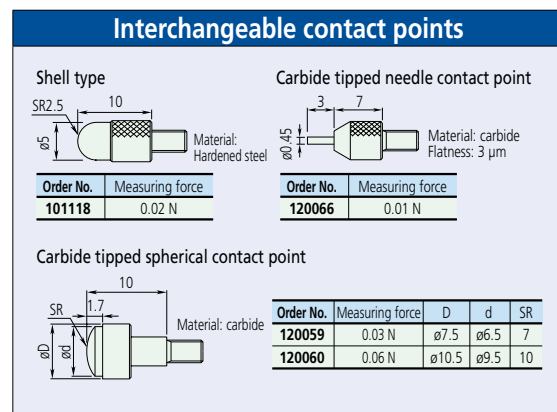 Interchangeable contact points
Shell type
SR2.5
10
ø5
Material:
Hardened steel
Order No. Measuring force
101118 0.02 N
Carbide tipped needle contact point
3 7
ø0.45
Material: carbide
Flatness: 3 µm
Order No. Measuring force
120066 0.01 N
Carbide tipped spherical contact point
10
SR 1.7
øD
ød
Material: carbide
Order No. Measuring force D d SR
120059 0.03 N ø7.5 ø6.5 7
120060 0.06 N ø10.5 ø9.5 10